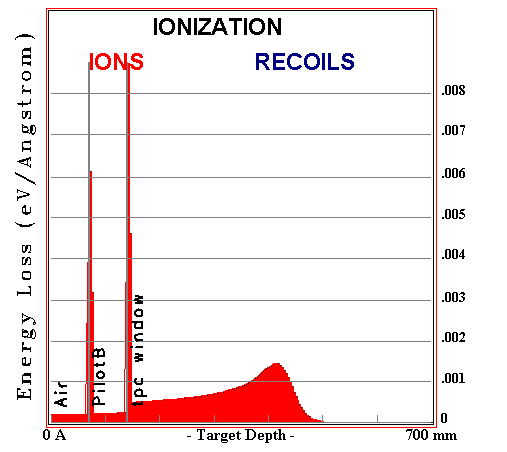 IONIZATION
IONS RECOILS
Energy Loss (eV/Angstrom)
.008
.007
.006
.005
.004
.003
.002
.001
0
Air
PilotB
tpc window
0 A - Target Depth - 700 mm